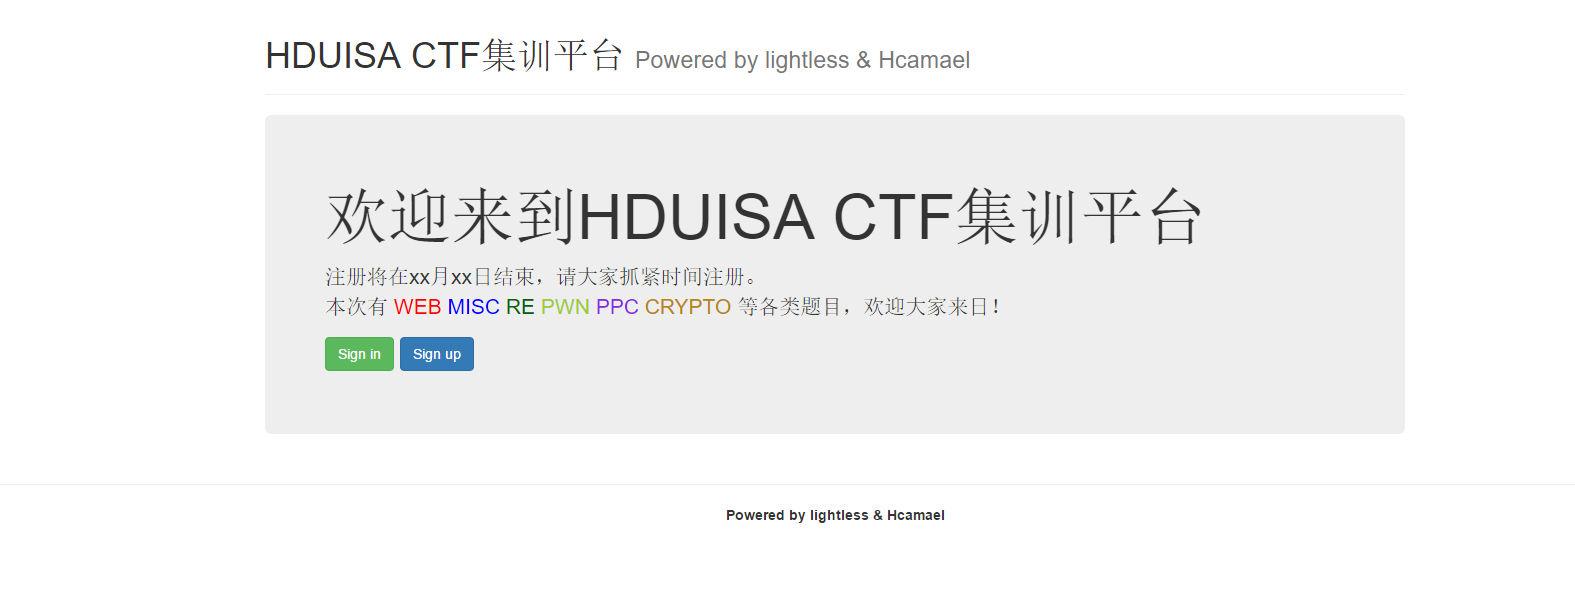 HDUISA CTF集训平台 Powered by lightless & Hcamael
欢迎来到HDUISA CTF集训平台
注册将在xx月xx日结束，请大家抓紧时间注册。
本次有 WEB MISC RE PWN PPC CRYPTO 等各类题目，欢迎大家来日！
Sign in Sign up
Powered by lightless & Hcamael